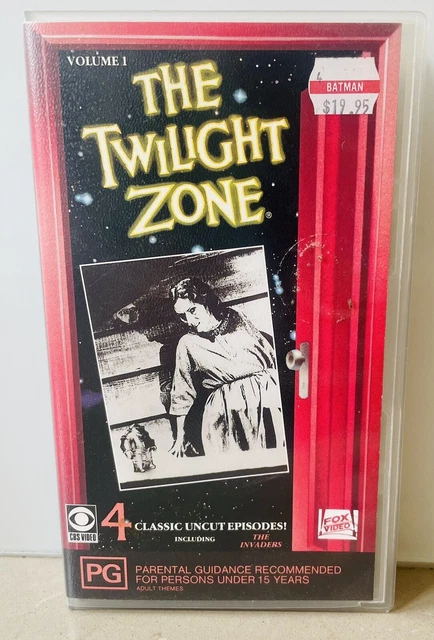 VOLUME 1
THE
TWILIGHT
ZONE®
BATMAN
$19.95
CBS VIDEO
4 CLASSIC UNCUT EPISODES!
INCLUDING THE
INVADERS
FOX
VIDEO
PG
PARENTAL GUIDANCE RECOMMENDED
FOR PERSONS UNDER 15 YEARS
ADULT THEMES